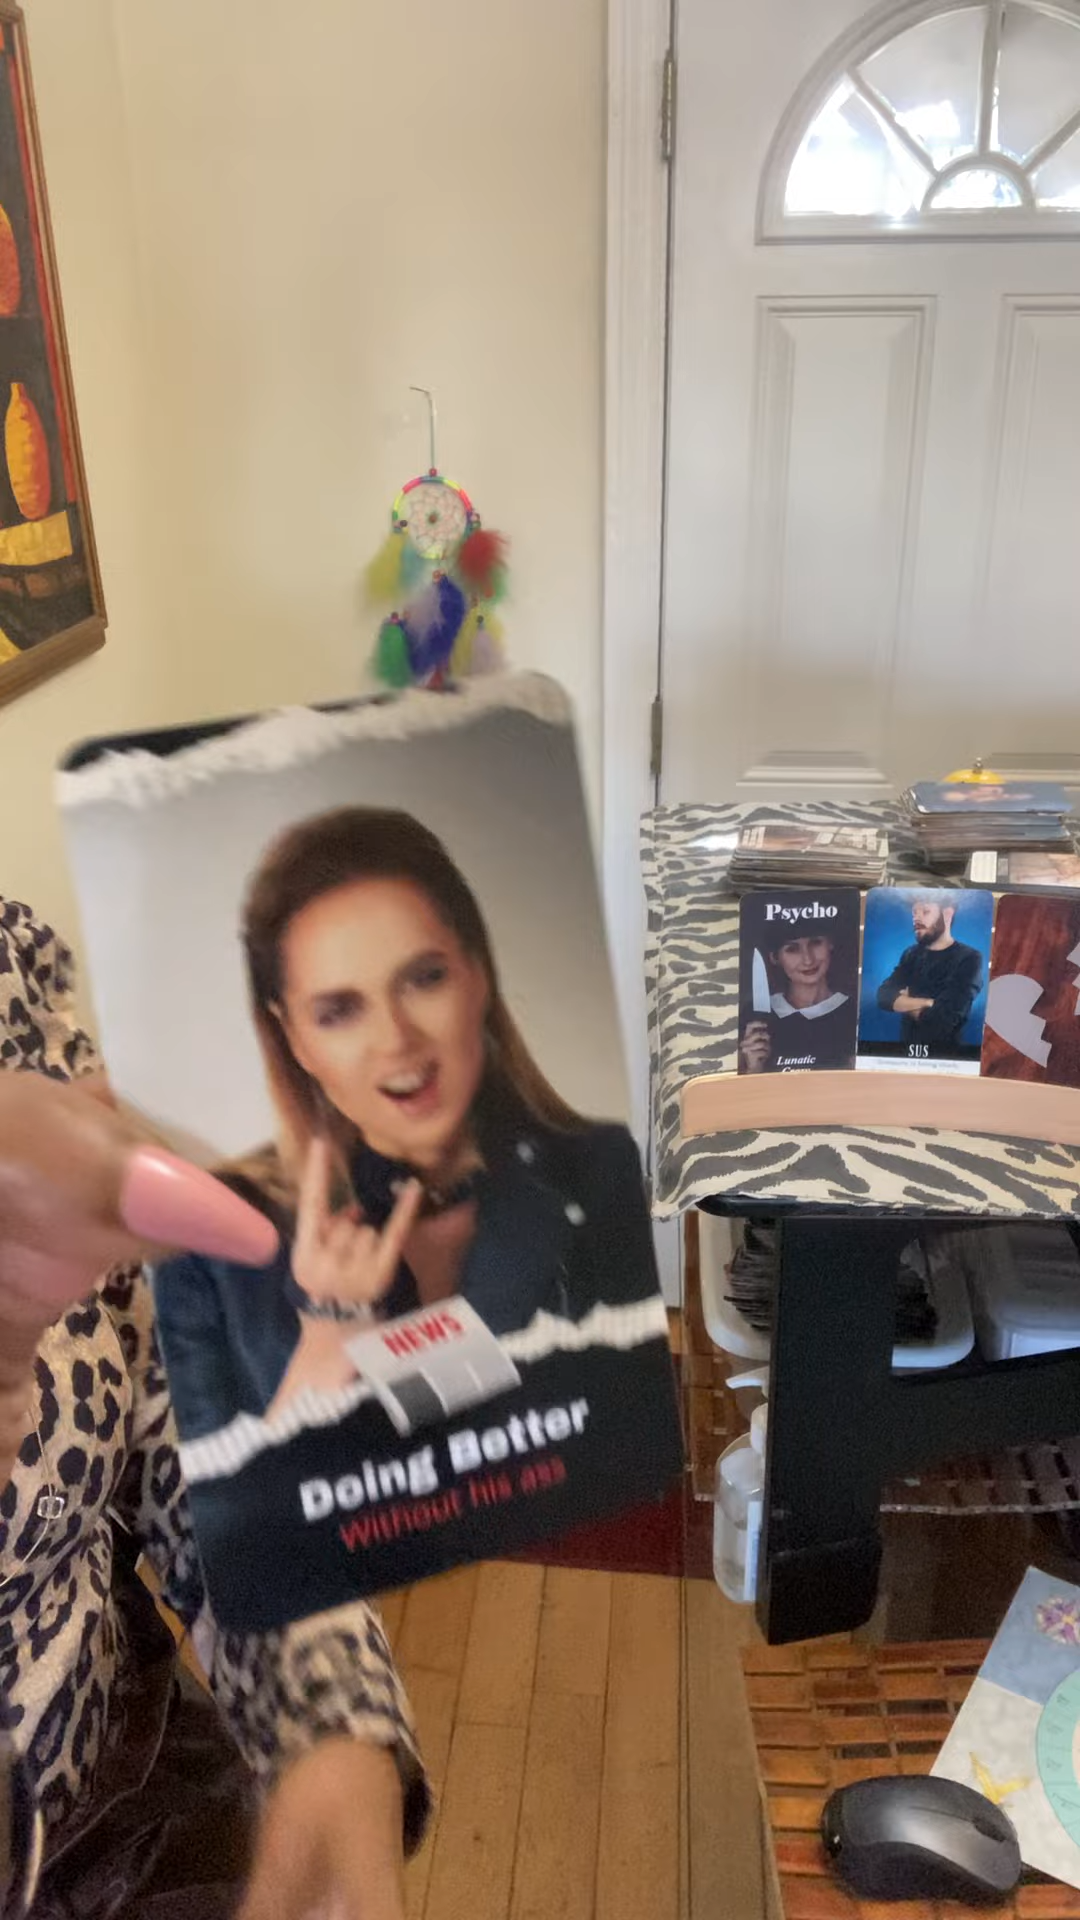 NEWS
Doing Better
Without his ass
Psycho
Lunatic
SUS